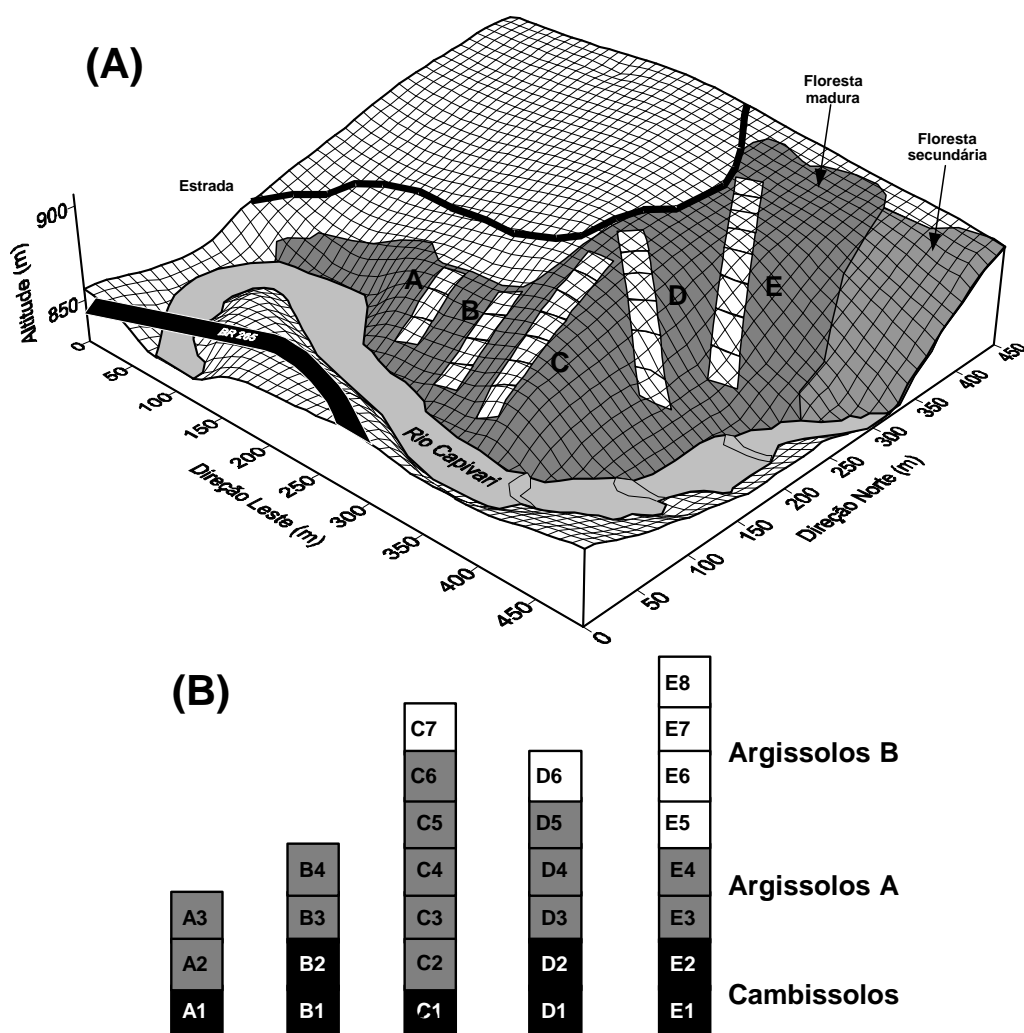 (A)
Floresta
madura
Floresta
secundária
Estrada
900
850
Altitude (m)
A
B
C
D
E
BR 265
Rio Capivari
0
50
100
150
200
250
300
350
400
450
Direção Leste (m)
0
50
100
150
200
250
300
350
400
450
Direção Norte (m)
(B)
E8
C7
E7
Argissolos B
C6
D6
E6
C5
D5
E5
B4
C4
D4
E4
Argissolos A
A3
B3
C3
D3
E3
A2
B2
C2
D2
E2
Cambissolos
A1
B1
C1
D1
E1